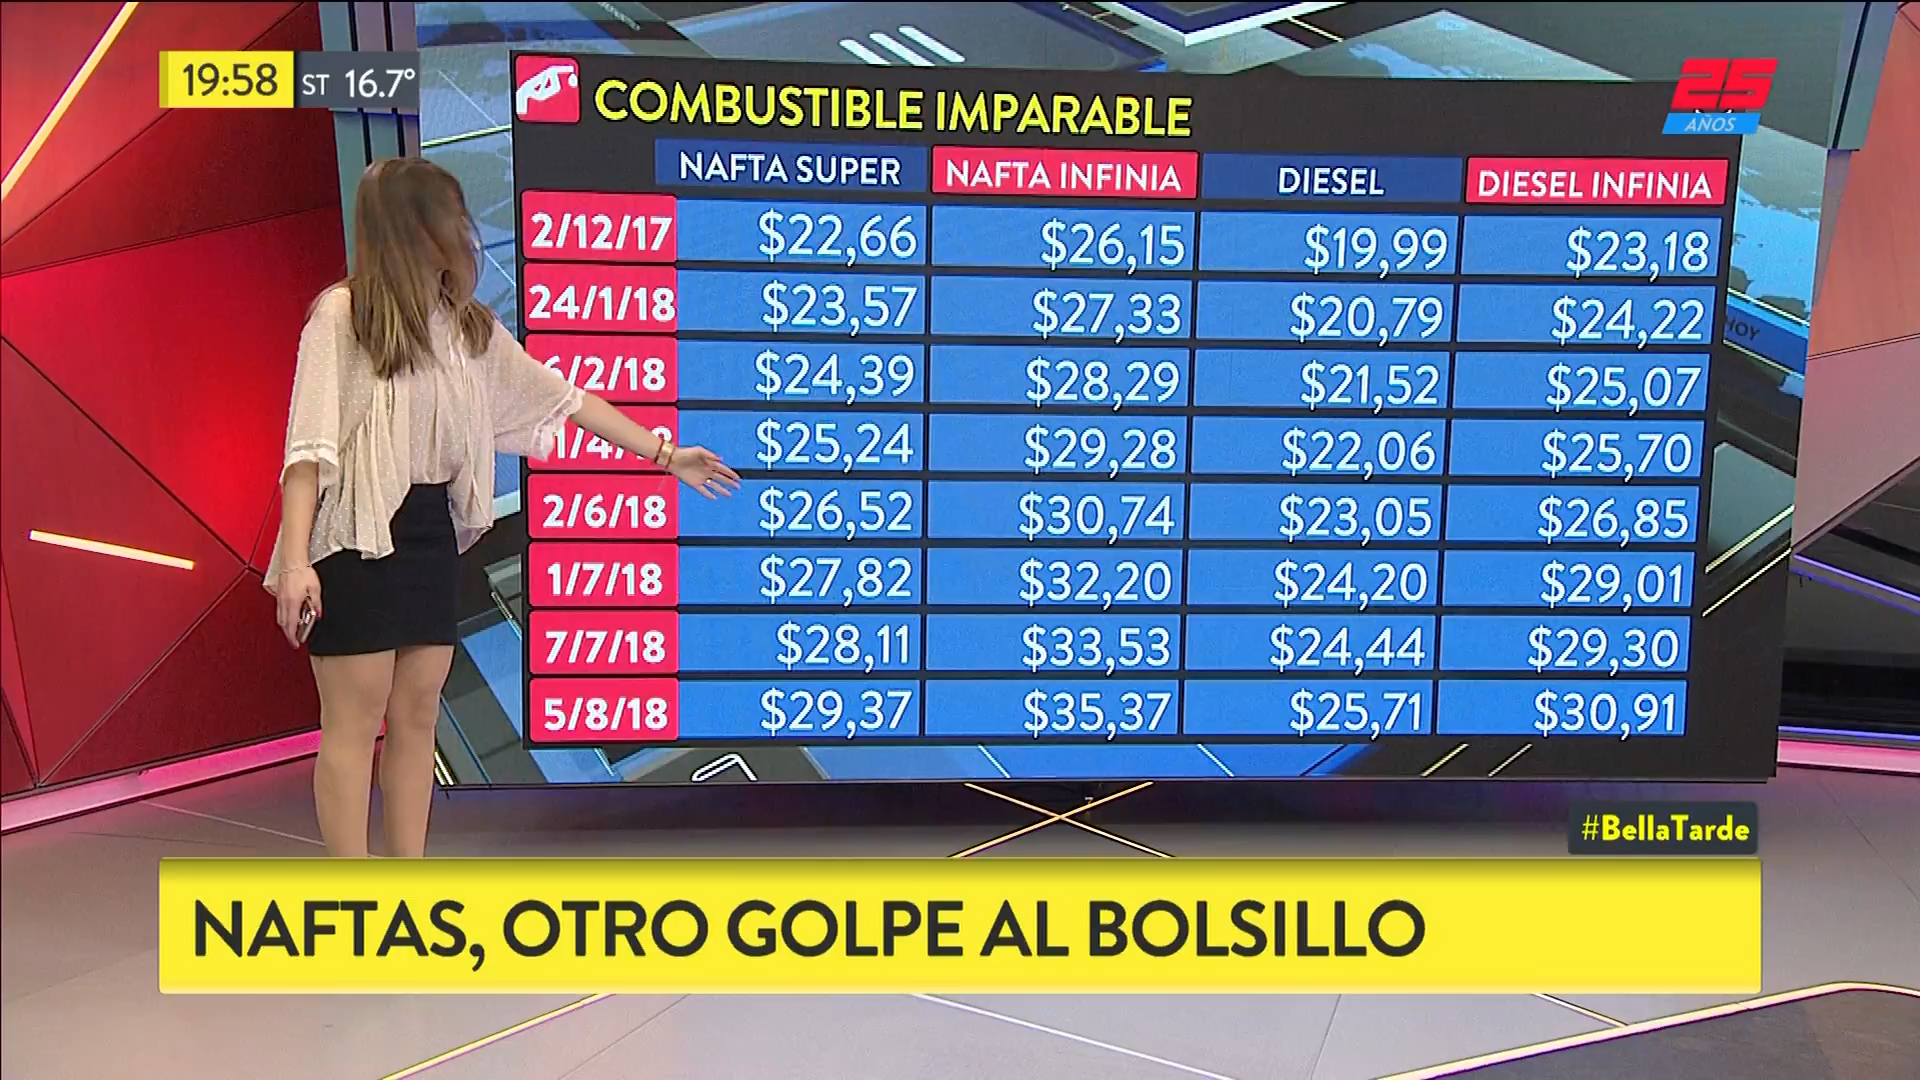 19:58 ST 16.7°
25
AÑOS
COMBUSTIBLE IMPARABLE
NAFTA SUPER NAFTA INFINIA DIESEL DIESEL INFINIA
2/12/17 $22,66 $26,15 $19,99 $23,18
24/1/18 $23,57 $27,33 $20,79 $24,22
HOY
6/2/18 $24,39 $28,29 $21,52 $25,07
$25,24 $29,28 $22,06 $25,70
2/6/18 $26,52 $30,74 $23,05 $26,85
1/7/18 $27,82 $32,20 $24,20 $29,01
7/7/18 $28,11 $33,53 $24,44 $29,30
5/8/18 $29,37 $35,37 $25,71 $30,91
#BellaTarde
NAFTAS, OTRO GOLPE AL BOLSILLO